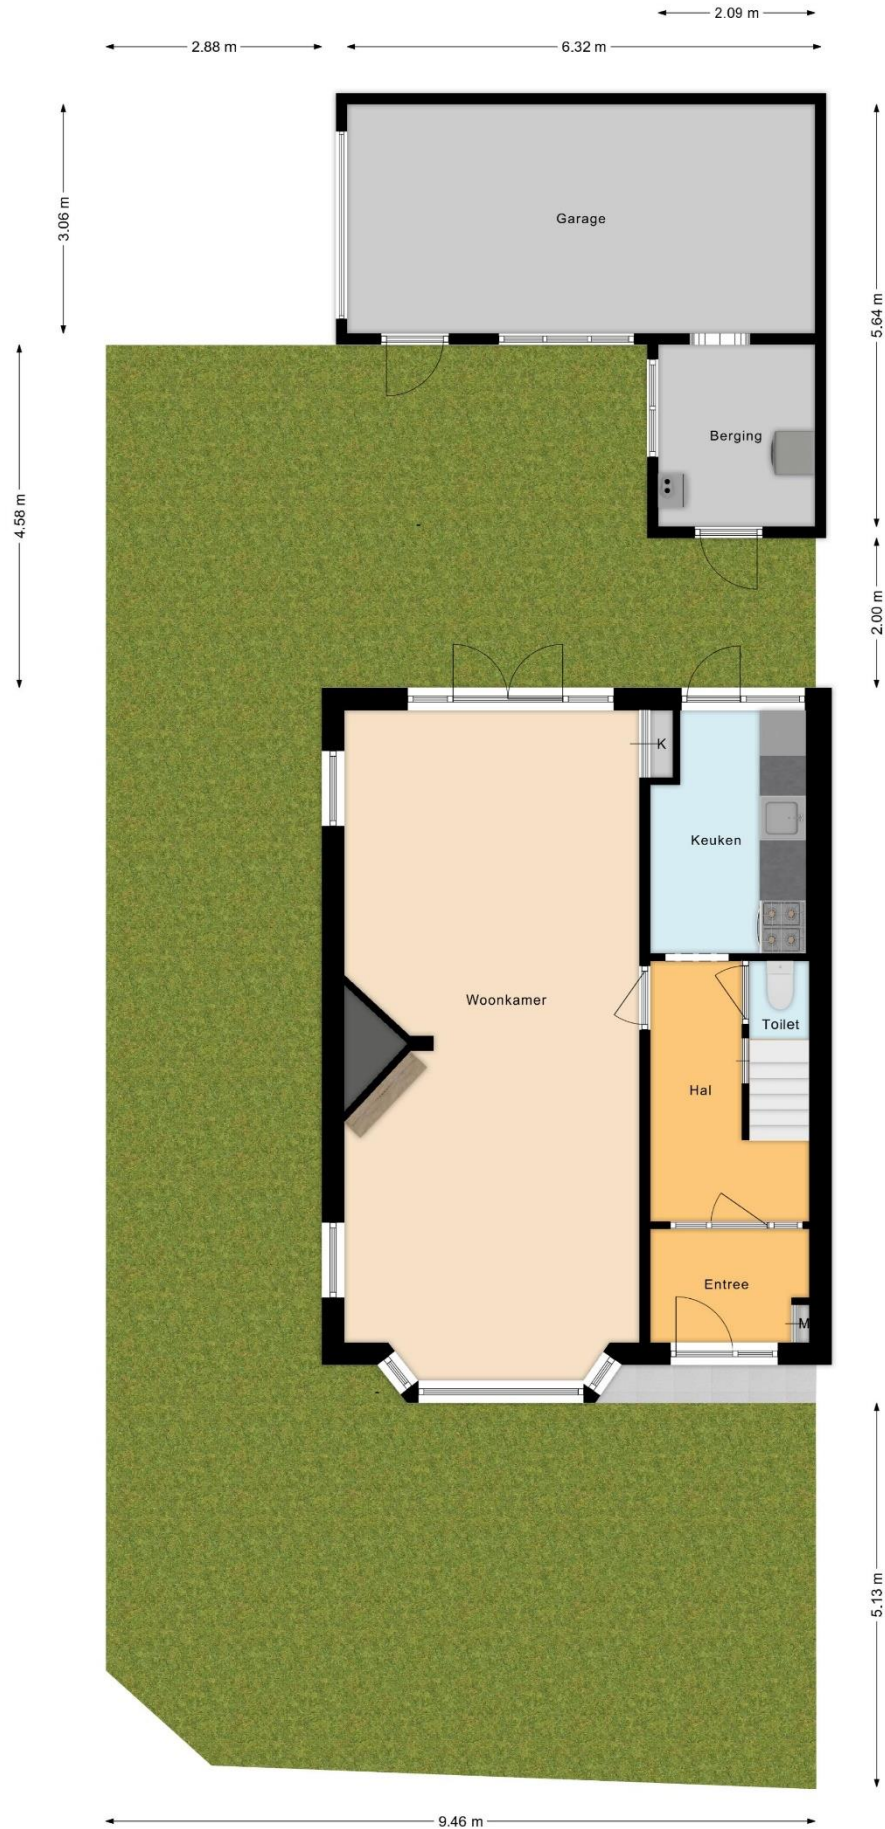 2.09 m
2.88 m
6.32 m
3.06 m
Garage
5.64 m
Berging
4.58 m
2.00 m
K
Keuken
Woonkamer
Toilet
Hal
Entree
M
5.13 m
9.46 m